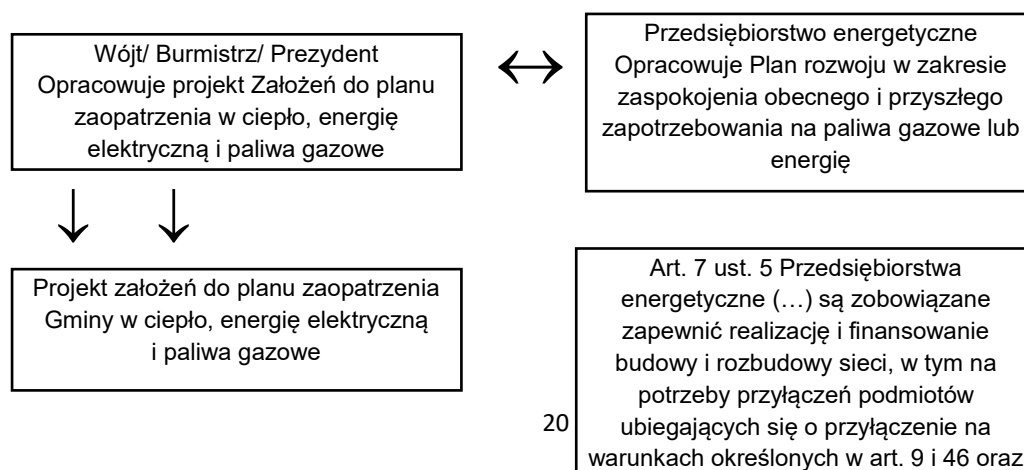 Wójt/ Burmistrz/ Prezydent
Opracowuje projekt Założeń do planu
zaopatrzenia w ciepło, energię
elektryczną i paliwa gazowe
Przedsiębiorstwo energetyczne
Opracowuje Plan rozwoju w zakresie
zaspokojenia obecnego i przyszłego
zapotrzebowania na paliwa gazowe lub
energię
Projekt założeń do planu zaopatrzenia
Gminy w ciepło, energię elektryczną
i paliwa gazowe
Art. 7 ust. 5 Przedsiębiorstwa
energetyczne (…) są zobowiązane
zapewnić realizację i finansowanie
budowy i rozbudowy sieci, w tym na
potrzeby przyłączeń podmiotów
ubiegających się o przyłączenie na
warunkach określonych w art. 9 i 46 oraz
20